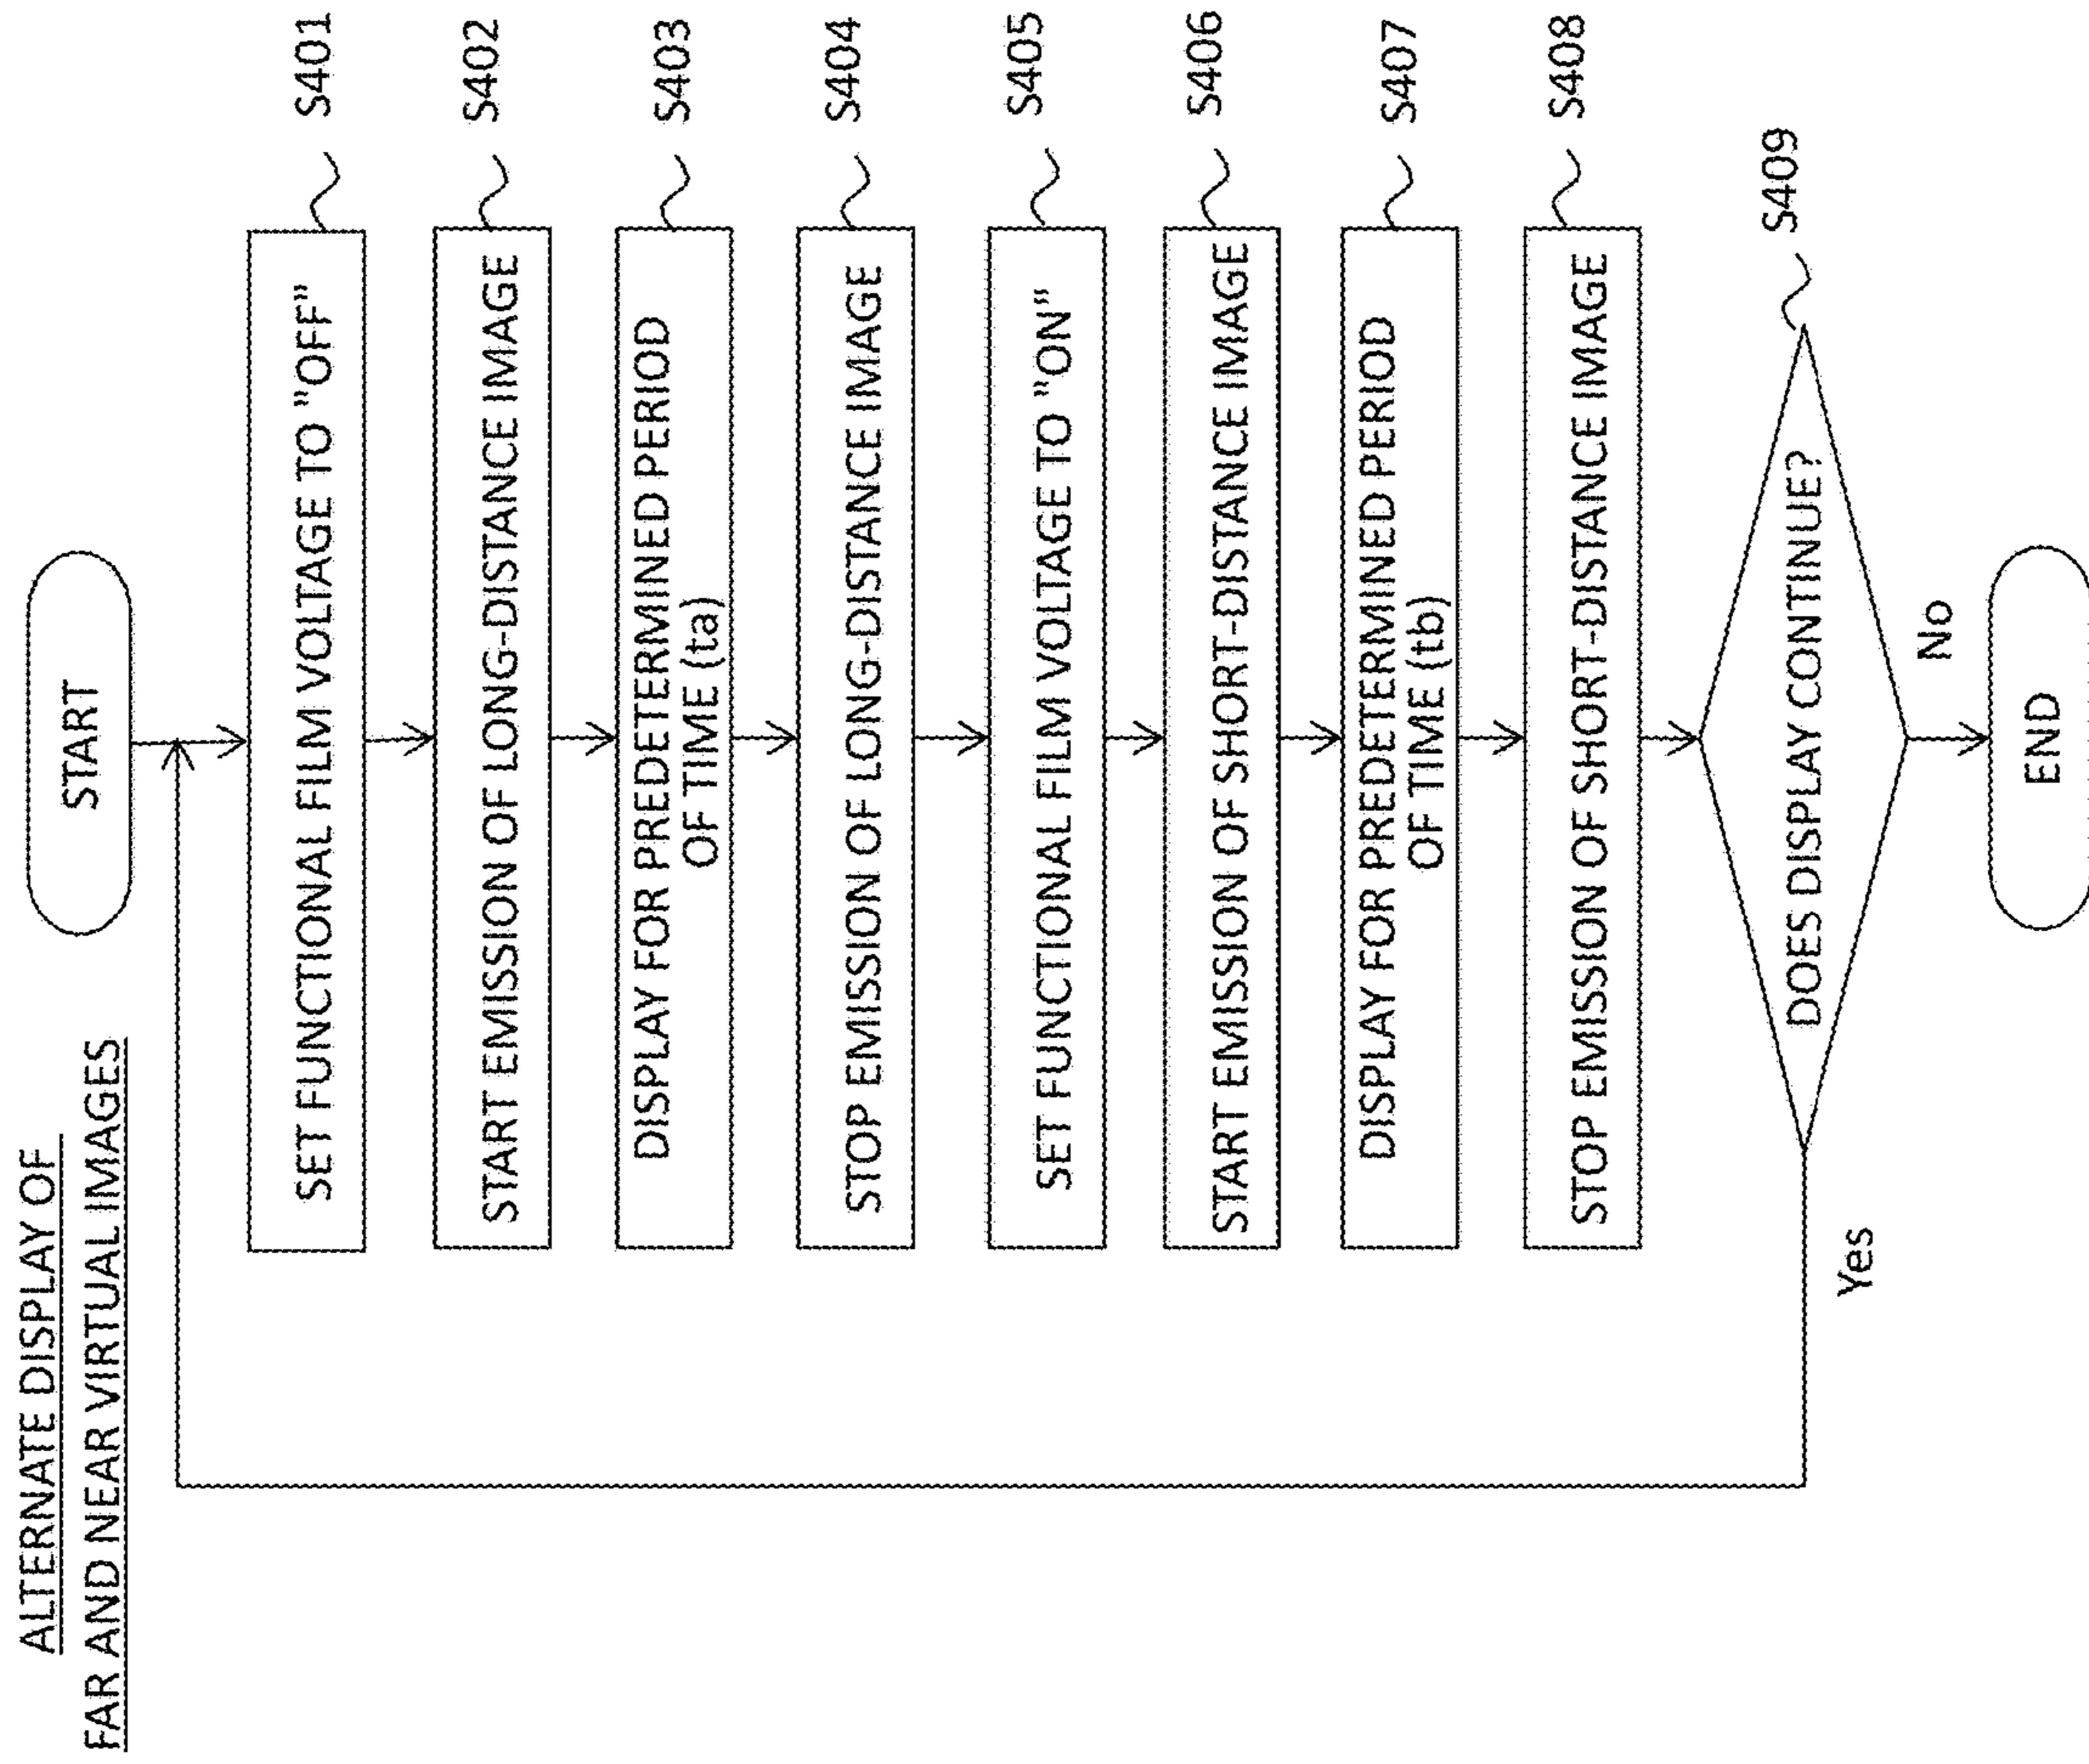 ALTERNATE DISPLAY OF
FAR AND NEAR VIRTUAL IMAGES
START
SET FUNCTIONAL FILM VOLTAGE TO "OFF"
S401
START EMISSION OF LONG-DISTANCE IMAGE
S402
DISPLAY FOR PREDETERMINED PERIOD
OF TIME (ta)
S403
STOP EMISSION OF LONG-DISTANCE IMAGE
S404
SET FUNCTIONAL FILM VOLTAGE TO "ON"
S405
START EMISSION OF SHORT-DISTANCE IMAGE
S406
DISPLAY FOR PREDETERMINED PERIOD
OF TIME (tb)
S407
STOP EMISSION OF SHORT-DISTANCE IMAGE
S408
DOES DISPLAY CONTINUE?
S409
Yes
No
END